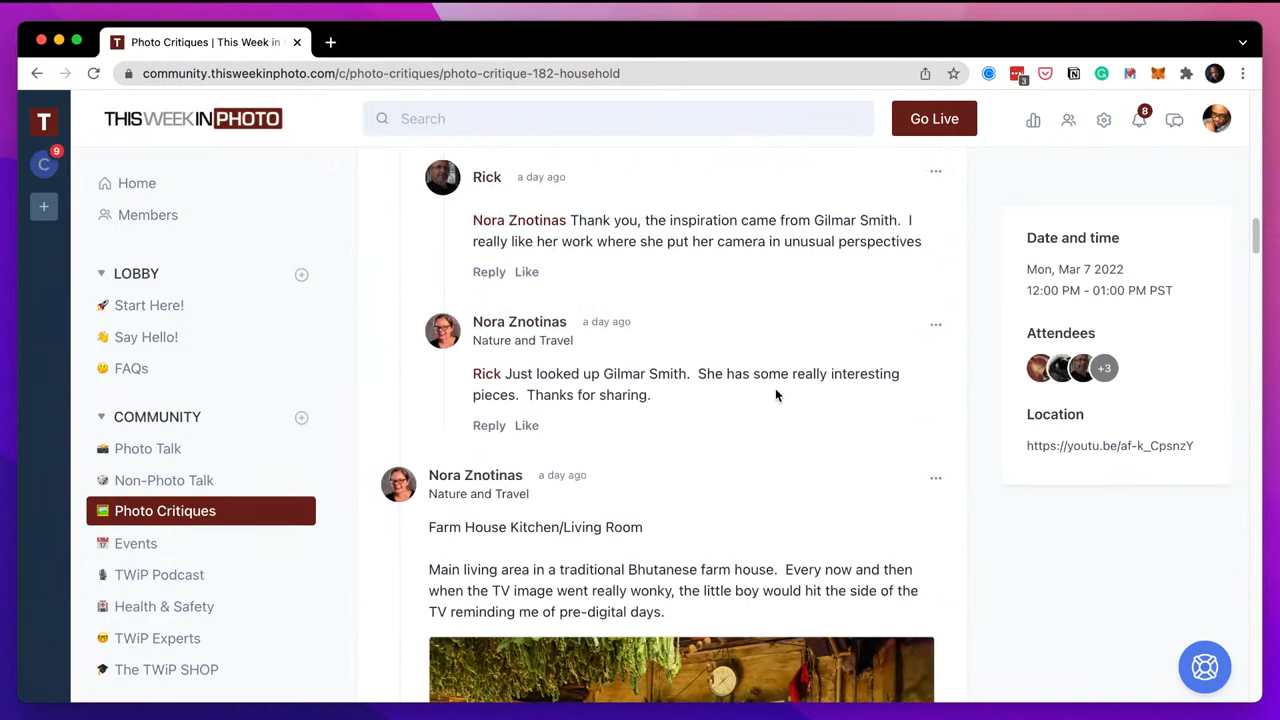 T Photo Critiques | This Week in
community.thisweekinphoto.com/c/photo-critiques/photo-critique-182-household
3
T
C
9
THISWEEKINPHOTO
Search
Go Live
8
Home
Members
LOBBY
Start Here!
Say Hello!
FAQs
COMMUNITY
Photo Talk
Non-Photo Talk
Photo Critiques
Events
TWiP Podcast
Health & Safety
TWiP Experts
The TWiP SHOP
Rick a day ago
Nora Znotinas Thank you, the inspiration came from Gilmar Smith. I
really like her work where she put her camera in unusual perspectives
Reply Like
Nora Znotinas a day ago
Nature and Travel
Rick Just looked up Gilmar Smith. She has some really interesting
pieces. Thanks for sharing.
Reply Like
Nora Znotinas a day ago
Nature and Travel
Farm House Kitchen/Living Room
Main living area in a traditional Bhutanese farm house. Every now and then
when the TV image went really wonky, the little boy would hit the side of the
TV reminding me of pre-digital days.
Date and time
Mon, Mar 7 2022
12:00 PM - 01:00 PM PST
Attendees
+3
Location
https://youtu.be/af-k_CpsnzY